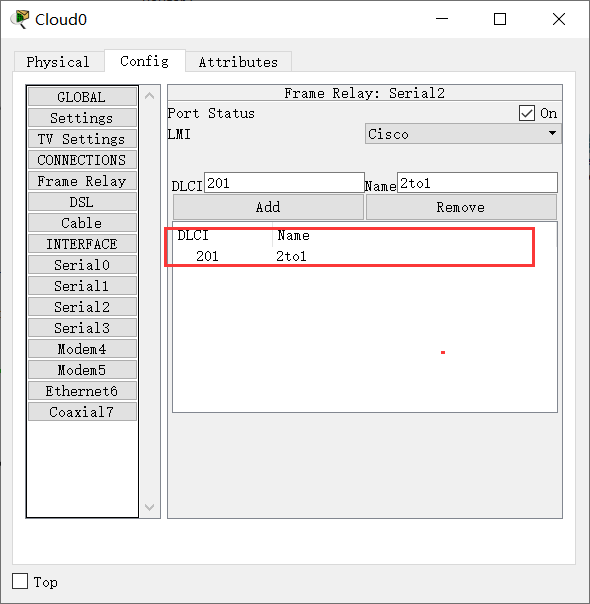 Cloud0
Physical Config Attributes
GLOBAL
Settings
TV Settings
CONNECTIONS
Frame Relay
DSL
Cable
INTERFACE
Serial0
Serial1
Serial2
Serial3
Modem4
Modem5
Ethernet6
Coaxial7
Frame Relay: Serial2
Port Status On
LMI Cisco
DLCI 201 Name 2to1
Add Remove
DLCI Name
201 2to1
Top